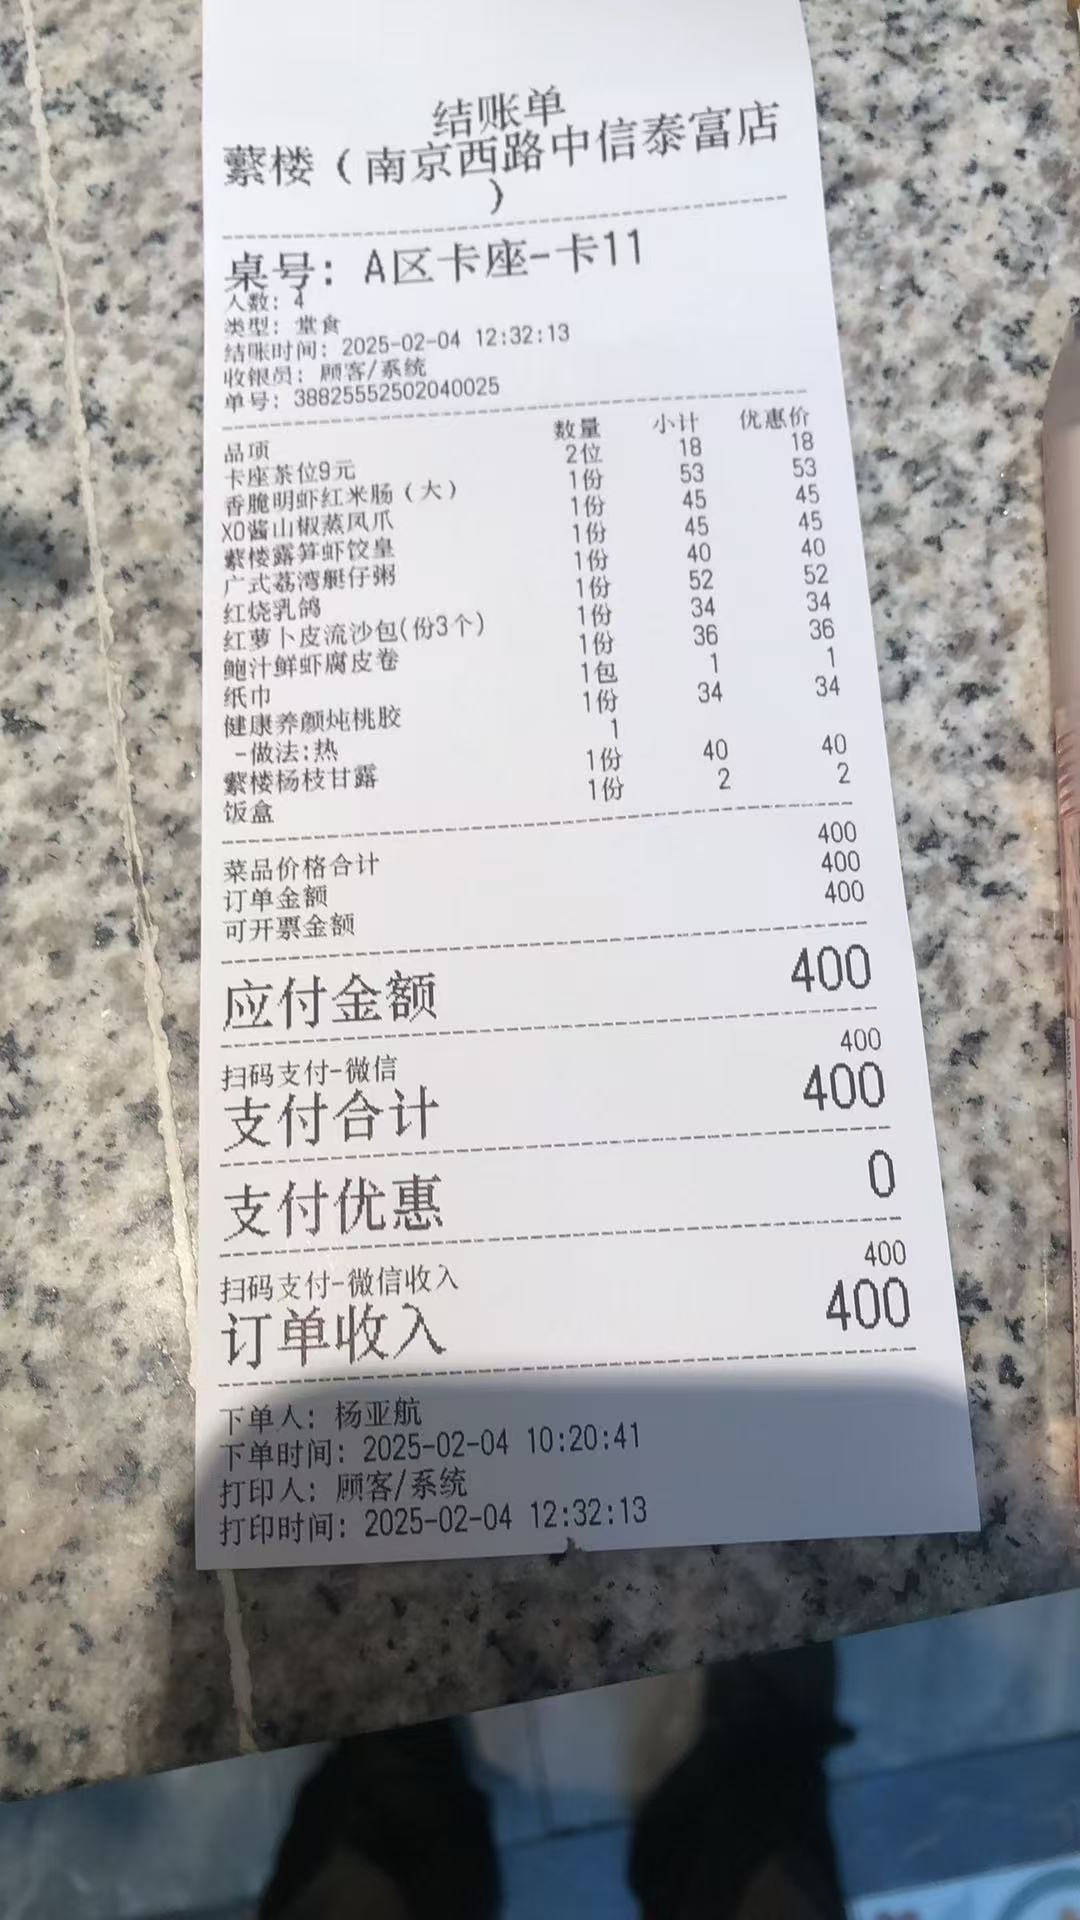 结账单
蘩楼（南京西路中信泰富店
）
桌号: A区卡座-卡11
人数: 4
类型: 堂食
结账时间: 2025-02-04 12:32:13
收银员: 顾客/系统
单号: 38825552502040025
品项 数量 小计 优惠价
卡座茶位9元 2位 18 18
香脆明虾红米肠（大） 1份 53 53
XO酱山椒蒸凤爪 1份 45 45
蘩楼露笋虾饺皇 1份 45 45
广式荔湾艇仔粥 1份 40 40
红烧乳鸽 1份 52 52
红萝卜皮流沙包(份3个) 1份 34 34
鲍汁鲜虾腐皮卷 1份 36 36
纸巾 1包 1 1
健康养颜炖桃胶 1份 34 34
-做法:热 1
蘩楼杨枝甘露 1份 40 40
饭盒 1份 2 2
菜品价格合计 400
订单金额 400
可开票金额 400
应付金额 400
扫码支付-微信 400
支付合计 400
支付优惠 0
扫码支付-微信收入 400
订单收入 400
下单人: 杨亚航
下单时间: 2025-02-04 10:20:41
打印人: 顾客/系统
打印时间: 2025-02-04 12:32:13